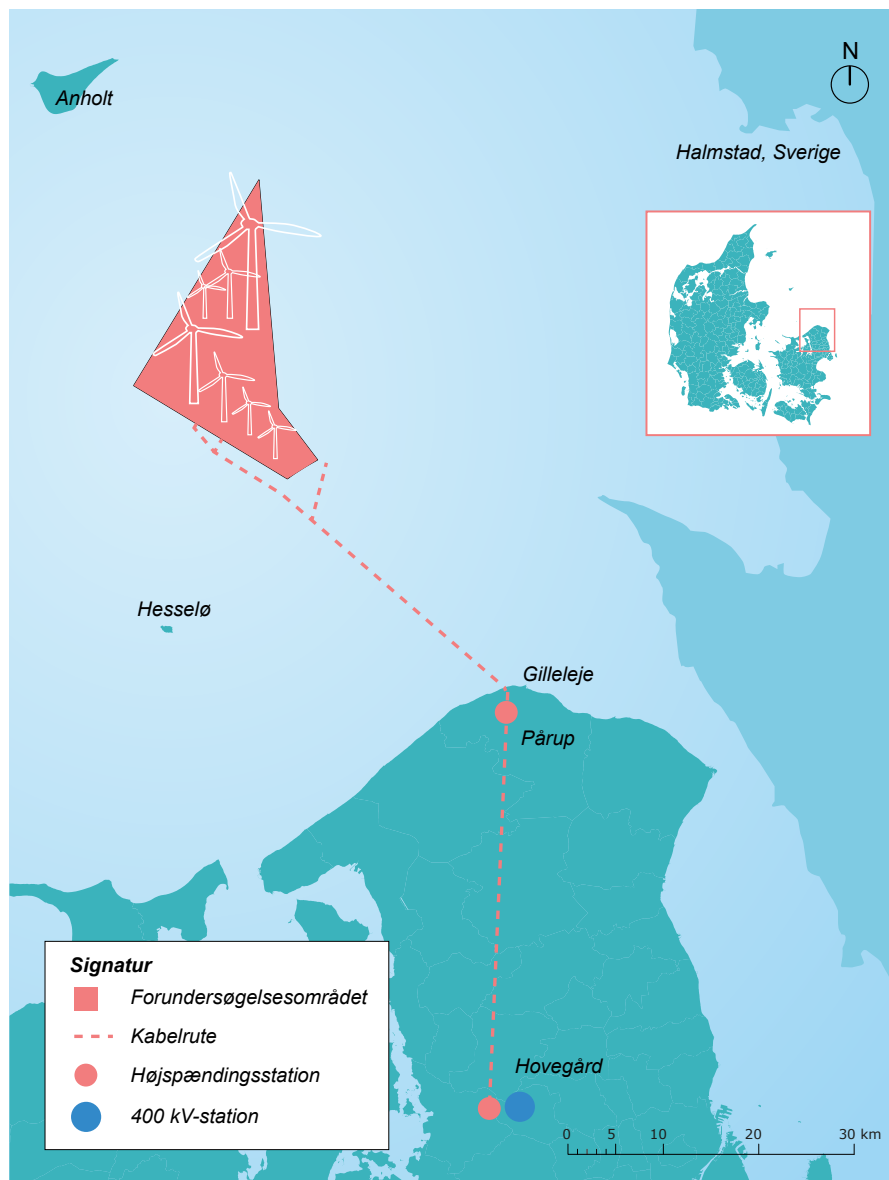 Anholt
N
Halmstad, Sverige
Hesselø
Gilleleje
Pårup
Signatur
Forundersøgelsesområdet
Kabelrute
Højspændingsstation
400 kV-station
Hovegård
0 5 10 20 30 km